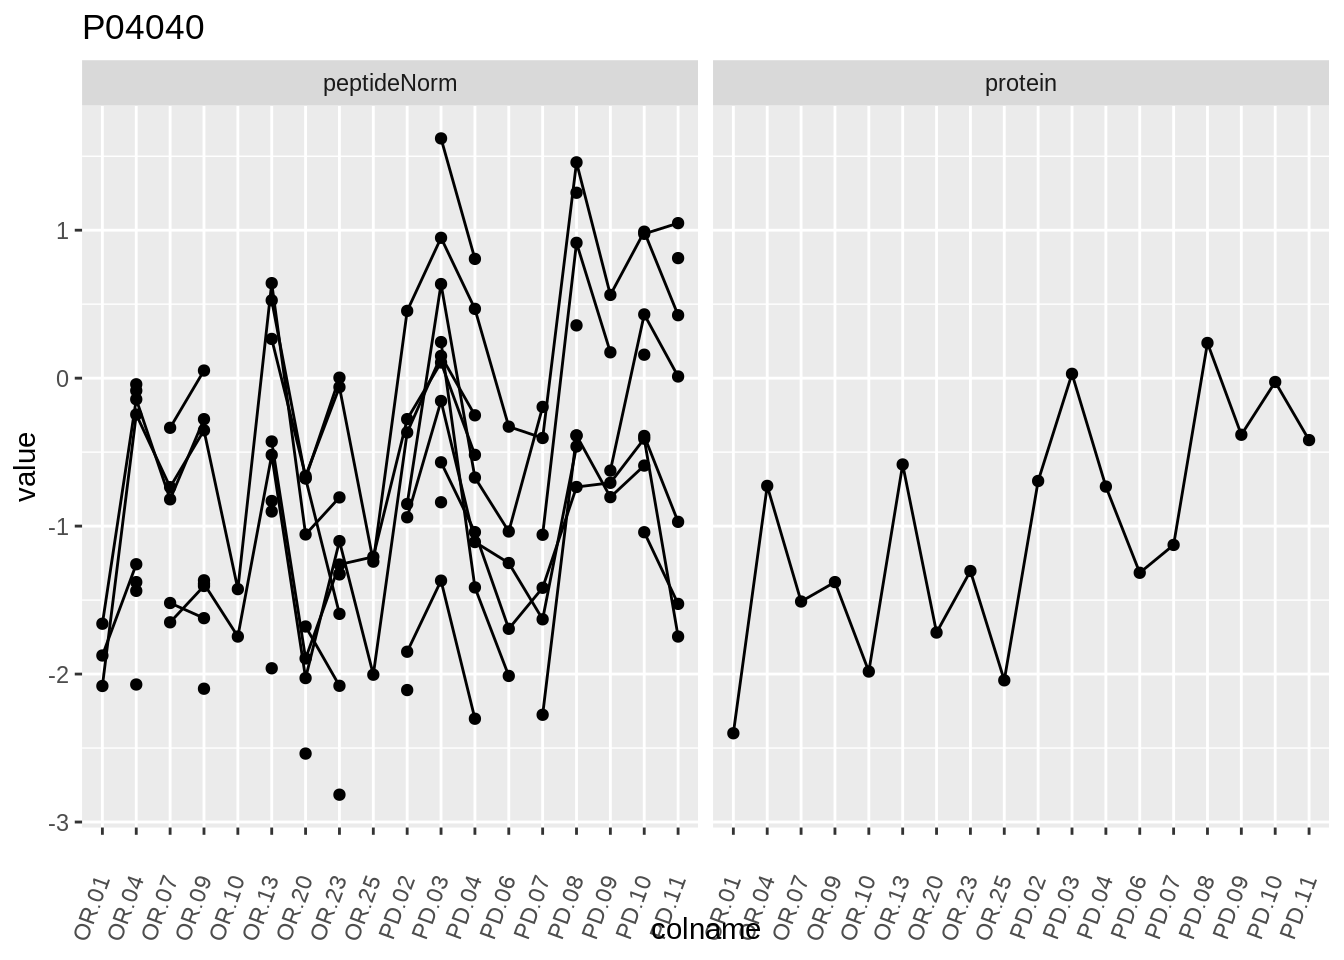 P04040
peptideNorm
protein
value
1
0
-1
-2
-3
OR.01
OR.04
OR.07
OR.09
OR.10
OR.13
OR.20
OR.23
OR.25
PD.02
PD.03
PD.04
PD.06
PD.07
PD.08
PD.09
PD.10
PD.11
OR.01
OR.04
OR.07
OR.09
OR.10
OR.13
OR.20
OR.23
OR.25
PD.02
PD.03
PD.04
PD.06
PD.07
PD.08
PD.09
PD.10
PD.11
colname